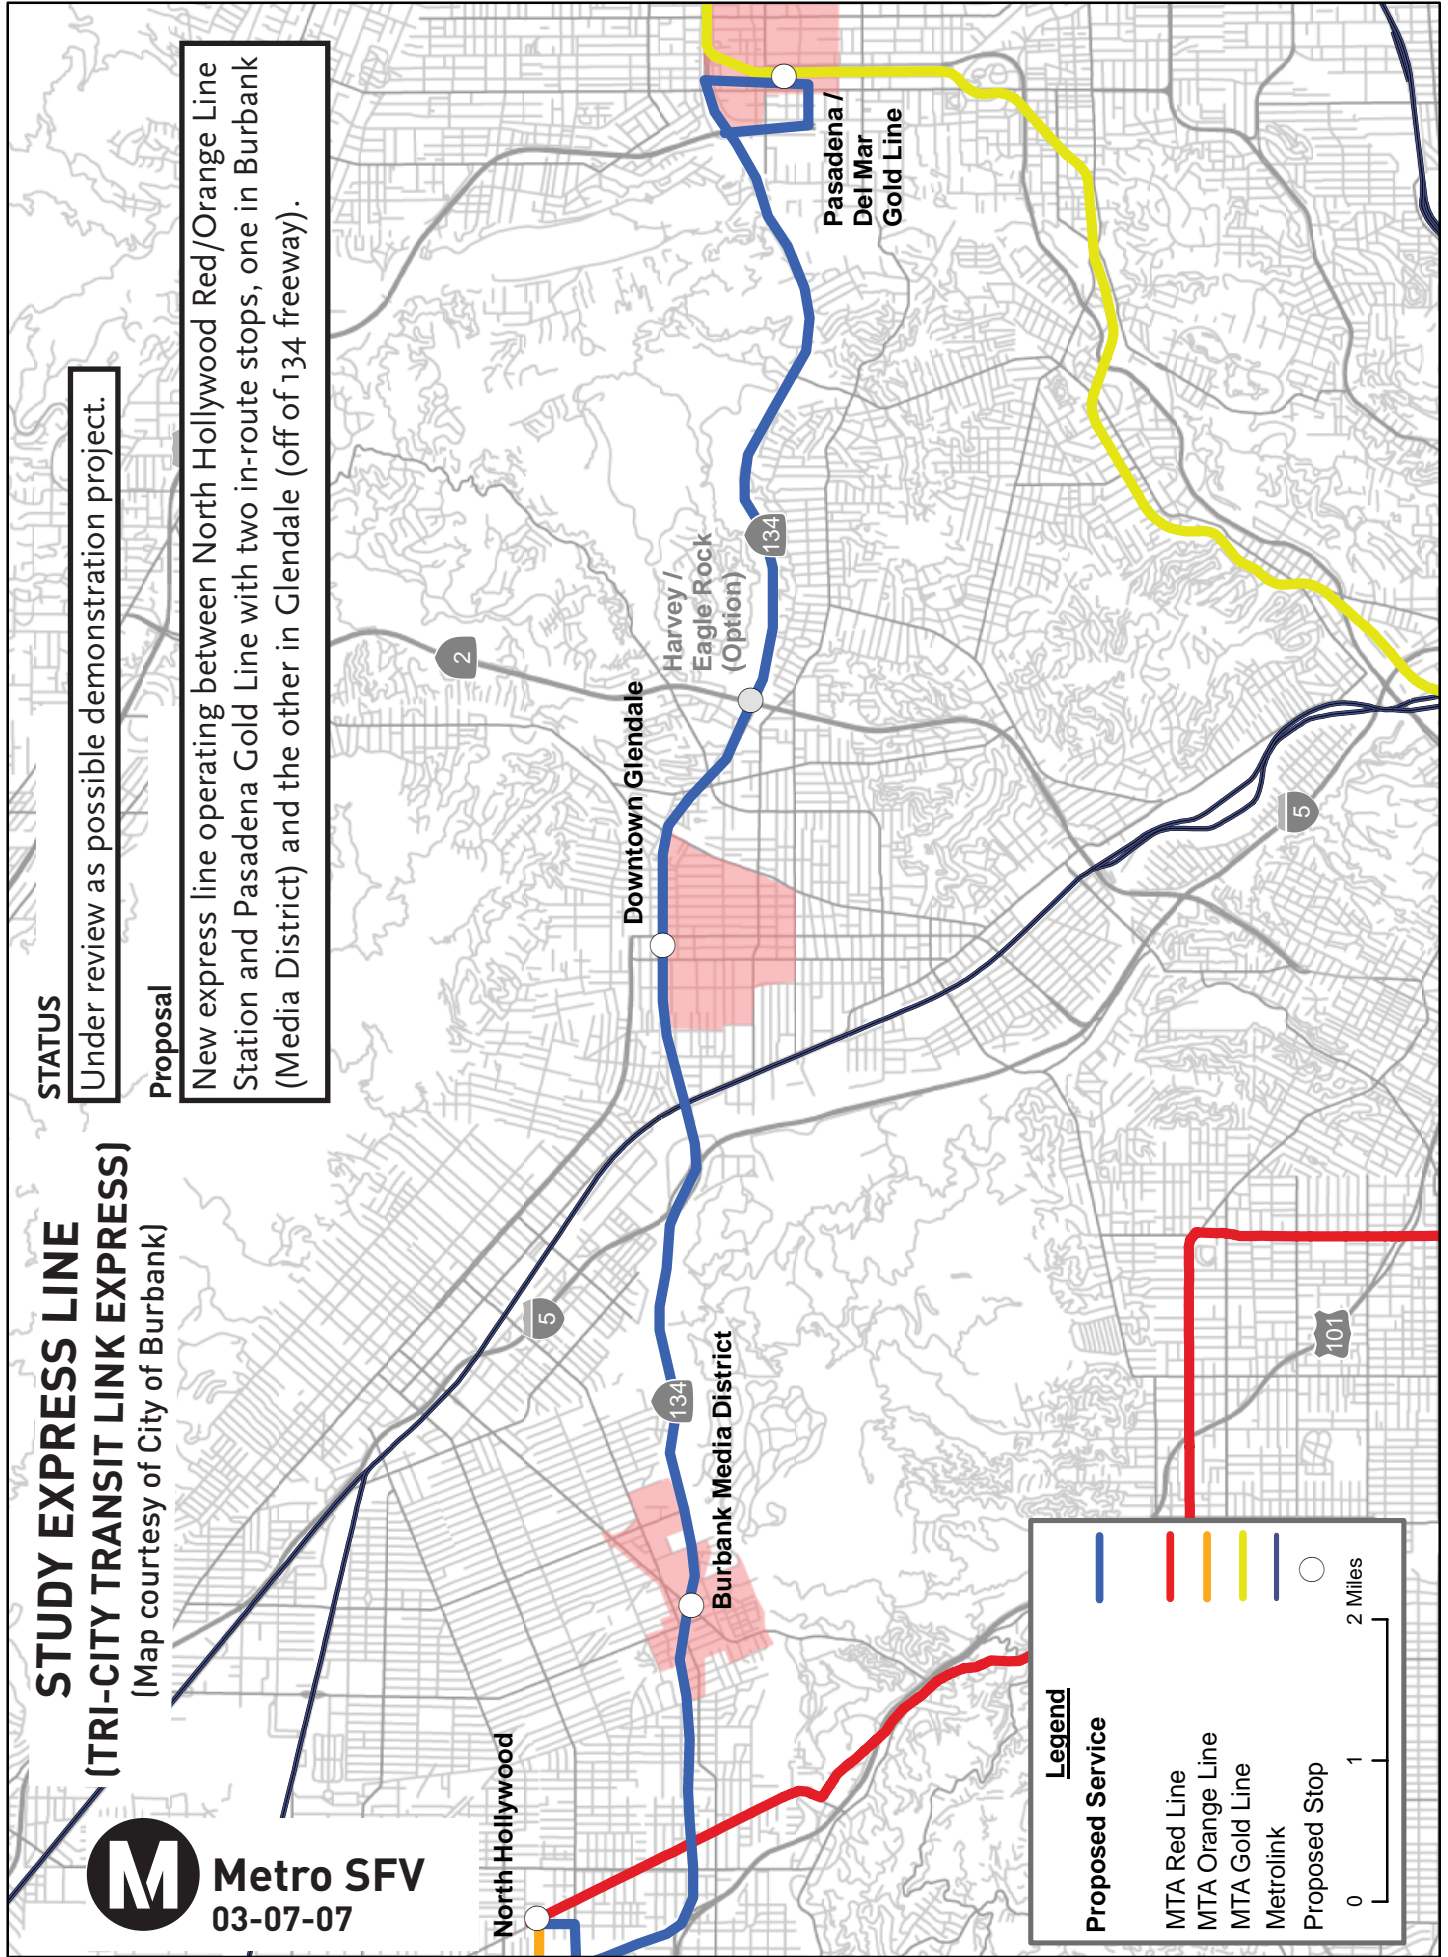 STUDY EXPRESS LINE
(TRI-CITY TRANSIT LINK EXPRESS)
(Map courtesy of City of Burbank)
M
Metro SFV
03-07-07
STATUS
Under review as possible demonstration project.
Proposal
New express line operating between North Hollywood Red/Orange Line
Station and Pasadena Gold Line with two in-route stops, one in Burbank
(Media District) and the other in Glendale (off of 134 freeway).
North Hollywood
Burbank Media District
134
5
Downtown Glendale
2
Harvey /
Eagle Rock
(Option)
134
Pasadena /
Del Mar
Gold Line
5
101
Legend
Proposed Service
MTA Red Line
MTA Orange Line
MTA Gold Line
Metrolink
Proposed Stop
0 1 2 Miles